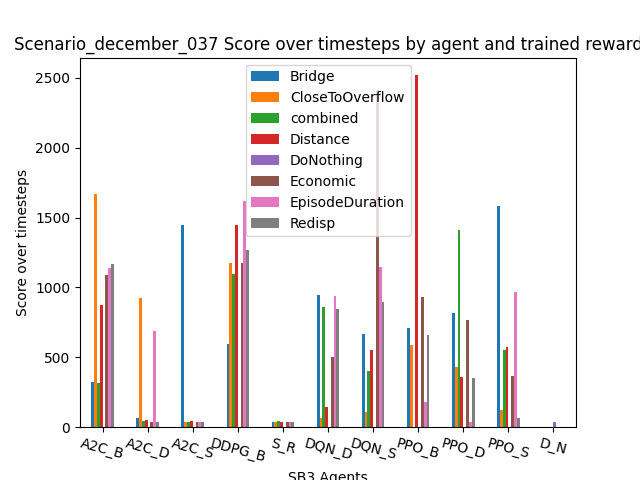 Scenario_december_037 Score over timesteps by agent and trained reward
Score over timesteps
2500
2000
1500
1000
500
0
Bridge
CloseToOverflow
combined
Distance
DoNothing
Economic
EpisodeDuration
Redisp
A2C_B
A2C_D
A2C_S
DDPG_B
S_R
DQN_D
DQN_S
PPO_B
PPO_D
PPO_S
D_N
SB3 Agents